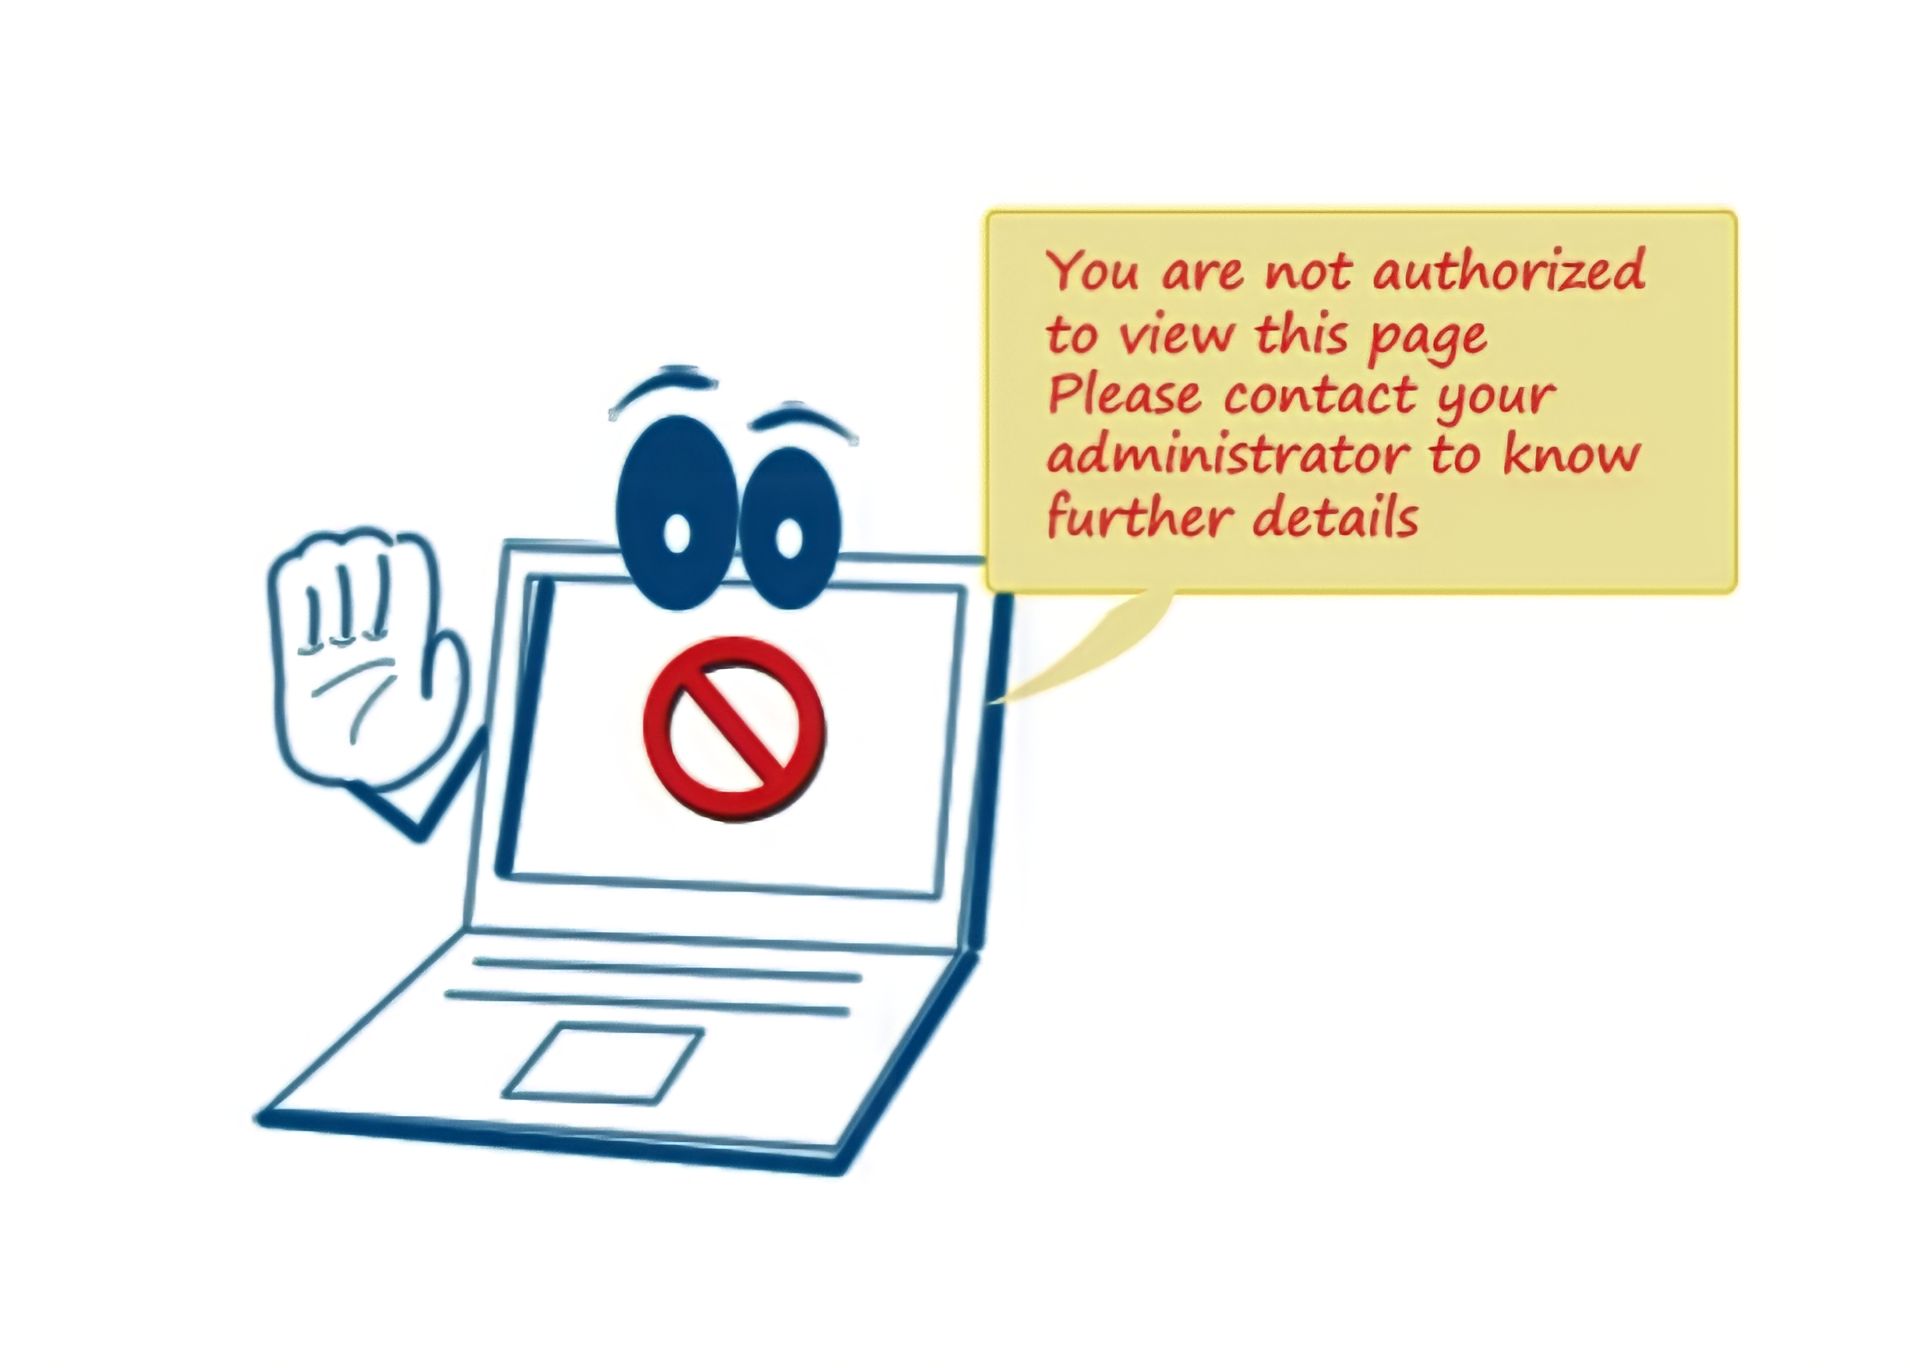 You are not authorized
to view this page
Please contact your
administrator to know
further details